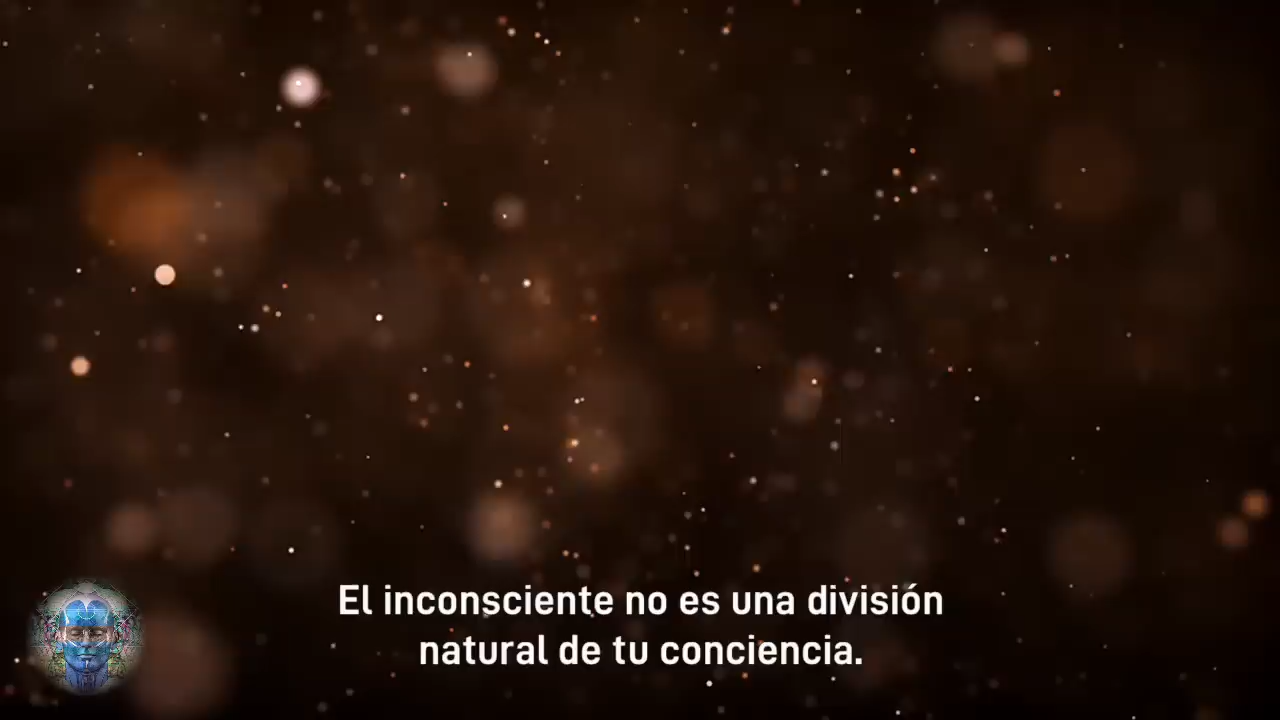 El inconsciente no es una división
natural de tu conciencia.